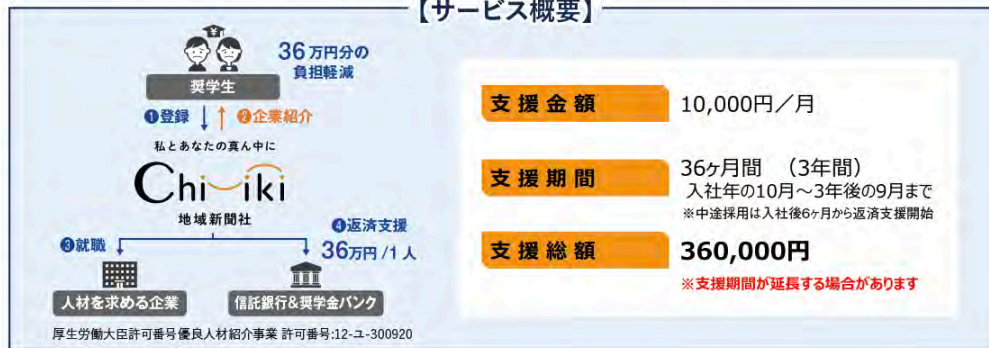 【サービス概要】
36万円分の
負担軽減
奨学生
❶登録
❷企業紹介
私とあなたの真ん中に
Chiiki
地域新聞社
❸就職
❹返済支援
36万円/1人
人材を求める企業
信託銀行&奨学金バンク
厚生労働大臣許可番号優良人材紹介事業 許可番号:12-ユ-300920
支援金額
10,000円／月
支援期間
36ヶ月間 （3年間）
入社年の10月～3年後の9月まで
※中途採用は入社後6ヶ月から返済支援開始
支援総額
360,000円
※支援期間が延長する場合があります